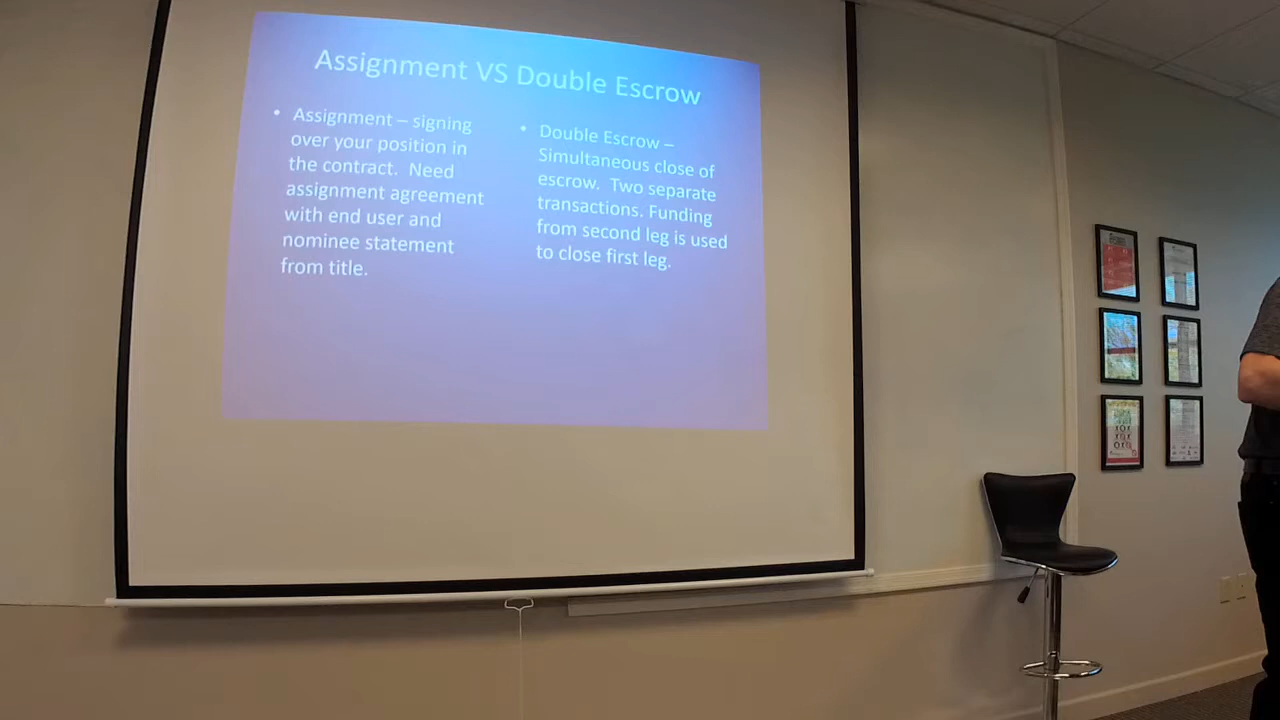 Assignment VS Double Escrow
• Assignment – signing
over your position in
the contract. Need
assignment agreement
with end user and
nominee statement
from title.
• Double Escrow –
Simultaneous close of
escrow. Two separate
transactions. Funding
from second leg is used
to close first leg.